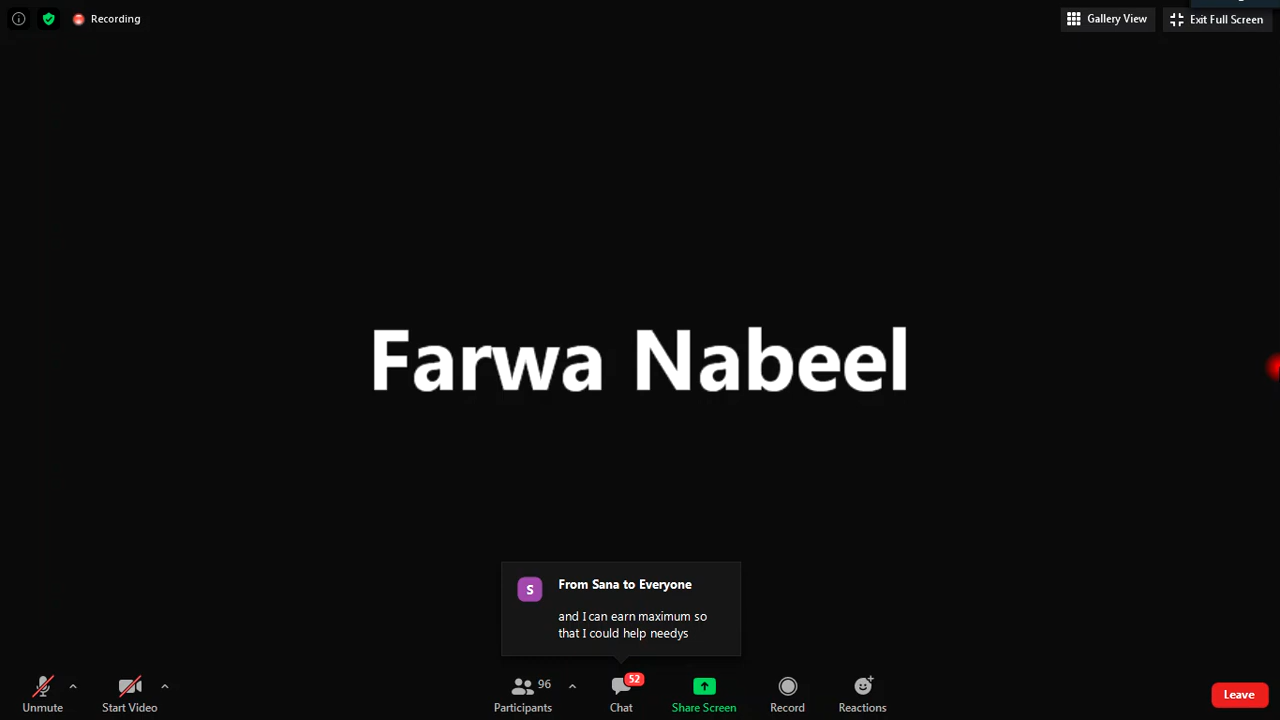 Recording
Gallery View
Exit Full Screen
Farwa Nabeel
S
From Sana to Everyone
and I can earn maximum so
that I could help needys
96
52
Unmute
Start Video
Participants
Chat
Share Screen
Record
Reactions
Leave